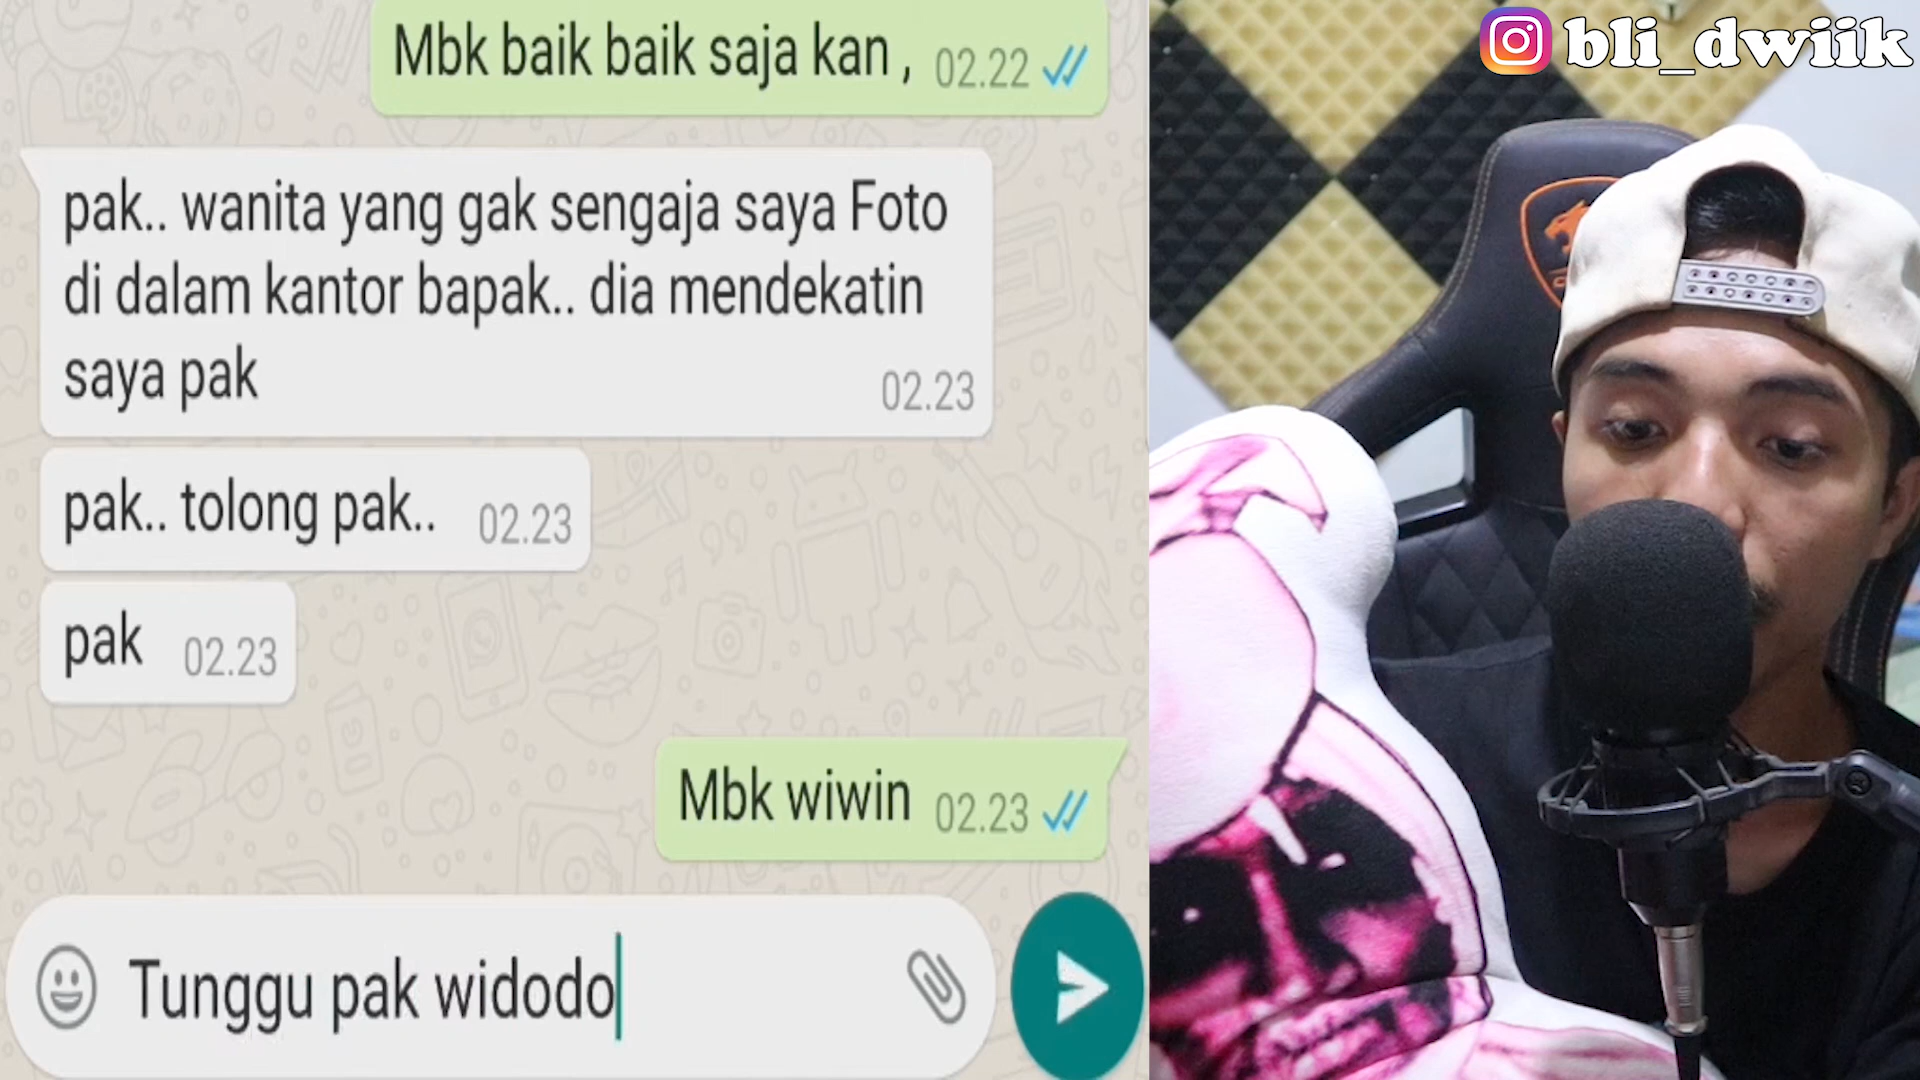 Mbk baik baik saja kan , 02.22
pak.. wanita yang gak sengaja saya Foto
di dalam kantor bapak.. dia mendekatin
saya pak 02.23
pak.. tolong pak.. 02.23
pak 02.23
Mbk wiwin 02.23
Tunggu pak widodo
bli_dwiik